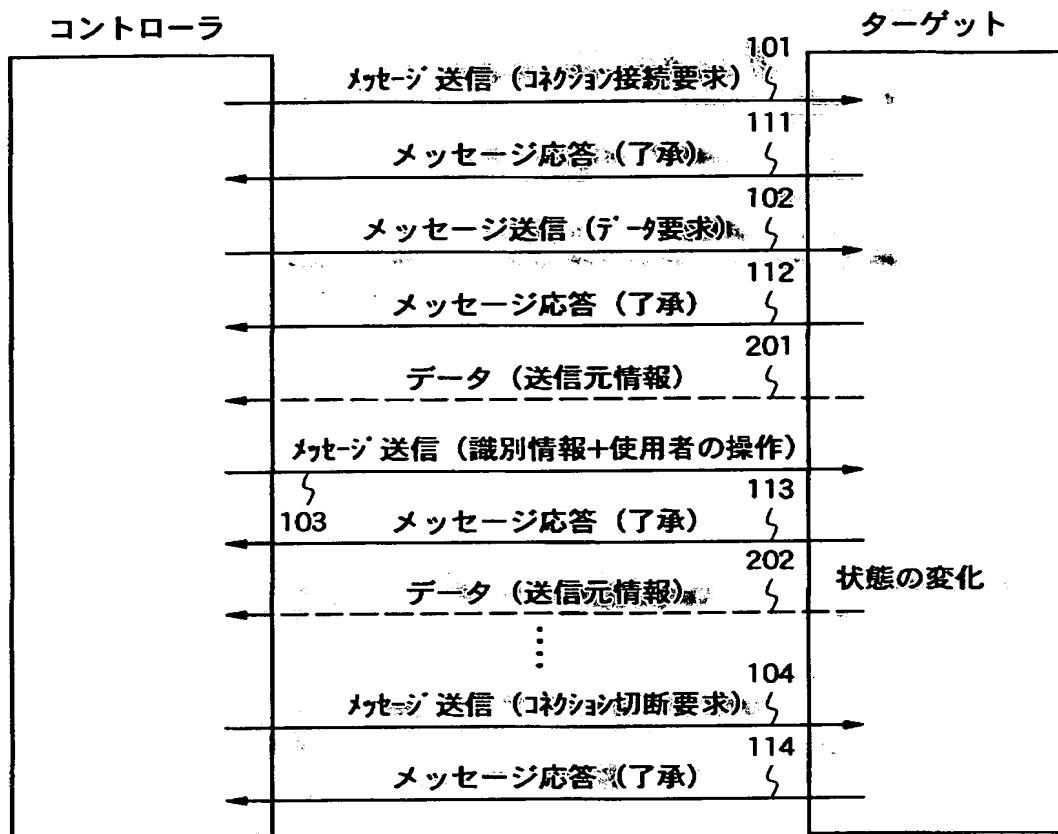 コントローラ
ターゲット
101
メッセージ送信(コネクション接続要求)
111
メッセージ応答(了承)
102
メッセージ送信(データ要求)
112
メッセージ応答(了承)
201
データ(送信元情報)
メッセージ送信(識別情報+使用者の操作)
103
113
メッセージ応答(了承)
202
データ(送信元情報)
状態の変化
104
メッセージ送信(コネクション切断要求)
114
メッセージ応答(了承)